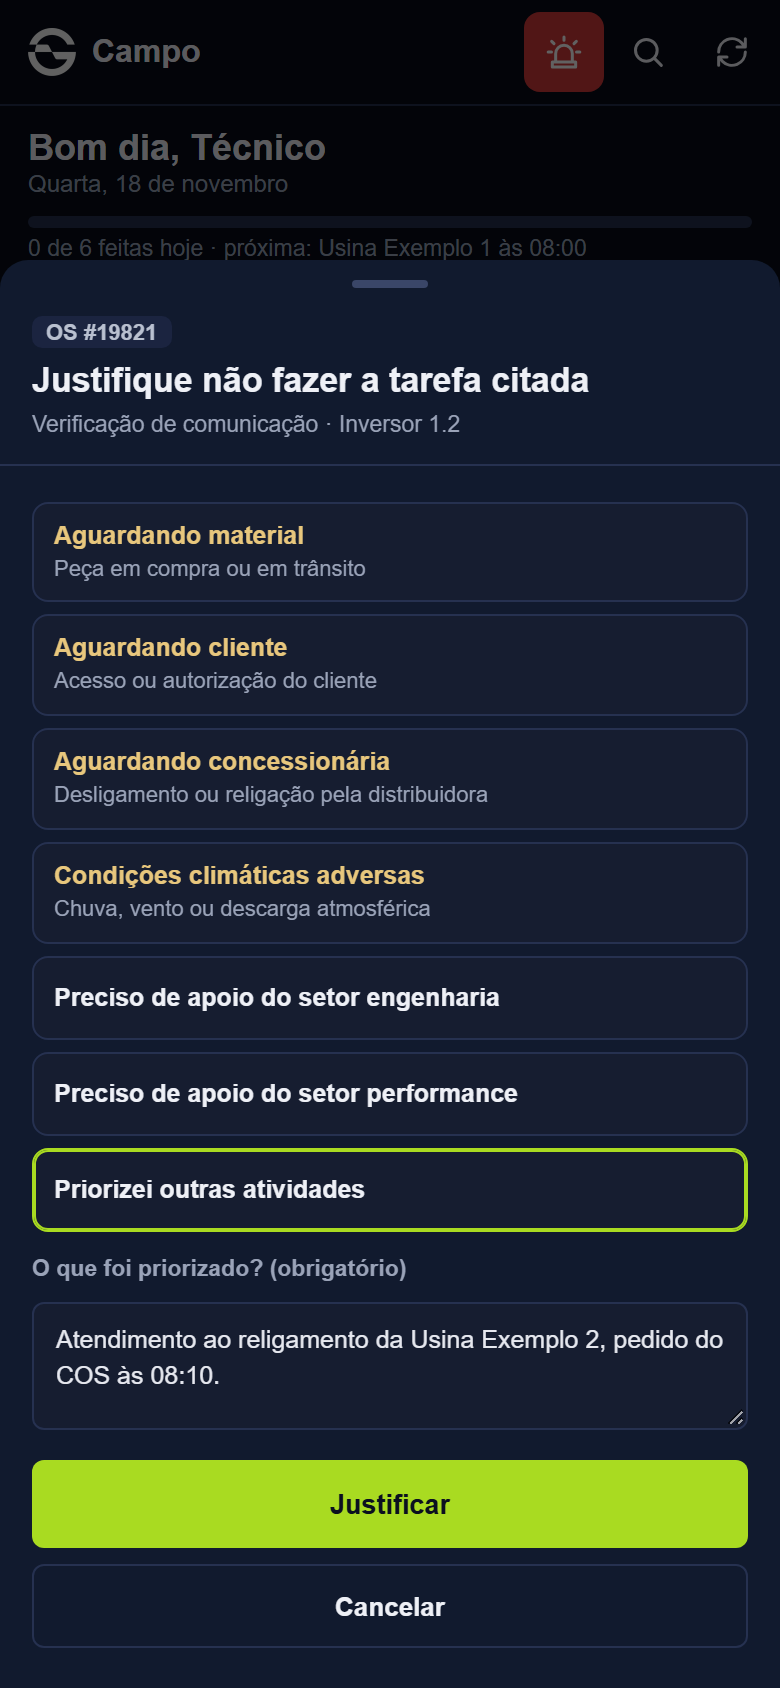 Campo
Bom dia, Técnico
Quarta, 18 de novembro
0 de 6 feitas hoje · próxima: Usina Exemplo 1 às 08:00
OS #19821
Justifique não fazer a tarefa citada
Verificação de comunicação · Inversor 1.2
Aguardando material
Peça em compra ou em trânsito
Aguardando cliente
Acesso ou autorização do cliente
Aguardando concessionária
Desligamento ou religação pela distribuidora
Condições climáticas adversas
Chuva, vento ou descarga atmosférica
Preciso de apoio do setor engenharia
Preciso de apoio do setor performance
Priorizei outras atividades
O que foi priorizado? (obrigatório)
Atendimento ao religamento da Usina Exemplo 2, pedido do
COS às 08:10.
Justificar
Cancelar